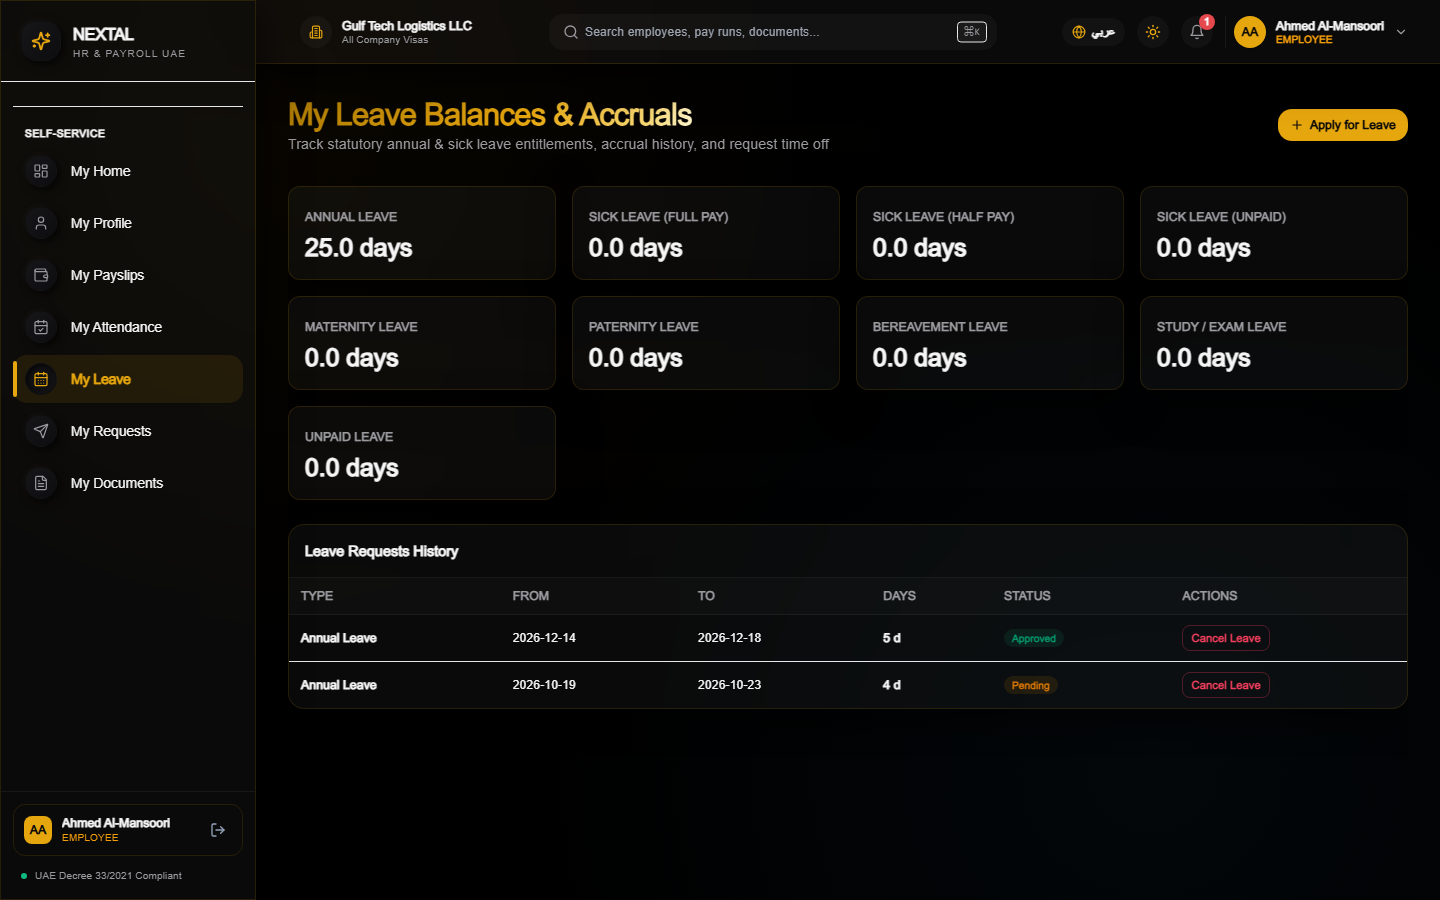 NEXTAL
HR & PAYROLL UAE
SELF-SERVICE
My Home
My Profile
My Payslips
My Attendance
My Leave
My Requests
My Documents
AA
Ahmed Al-Mansoori
EMPLOYEE
UAE Decree 33/2021 Compliant
Gulf Tech Logistics LLC
All Company Visas
Search employees, pay runs, documents...
⌘K
عربي
1
AA
Ahmed Al-Mansoori
EMPLOYEE
My Leave Balances & Accruals
Track statutory annual & sick leave entitlements, accrual history, and request time off
+ Apply for Leave
ANNUAL LEAVE
25.0 days
SICK LEAVE (FULL PAY)
0.0 days
SICK LEAVE (HALF PAY)
0.0 days
SICK LEAVE (UNPAID)
0.0 days
MATERNITY LEAVE
0.0 days
PATERNITY LEAVE
0.0 days
BEREAVEMENT LEAVE
0.0 days
STUDY / EXAM LEAVE
0.0 days
UNPAID LEAVE
0.0 days
Leave Requests History
TYPE FROM TO DAYS STATUS ACTIONS
Annual Leave 2026-12-14 2026-12-18 5 d Approved Cancel Leave
Annual Leave 2026-10-19 2026-10-23 4 d Pending Cancel Leave